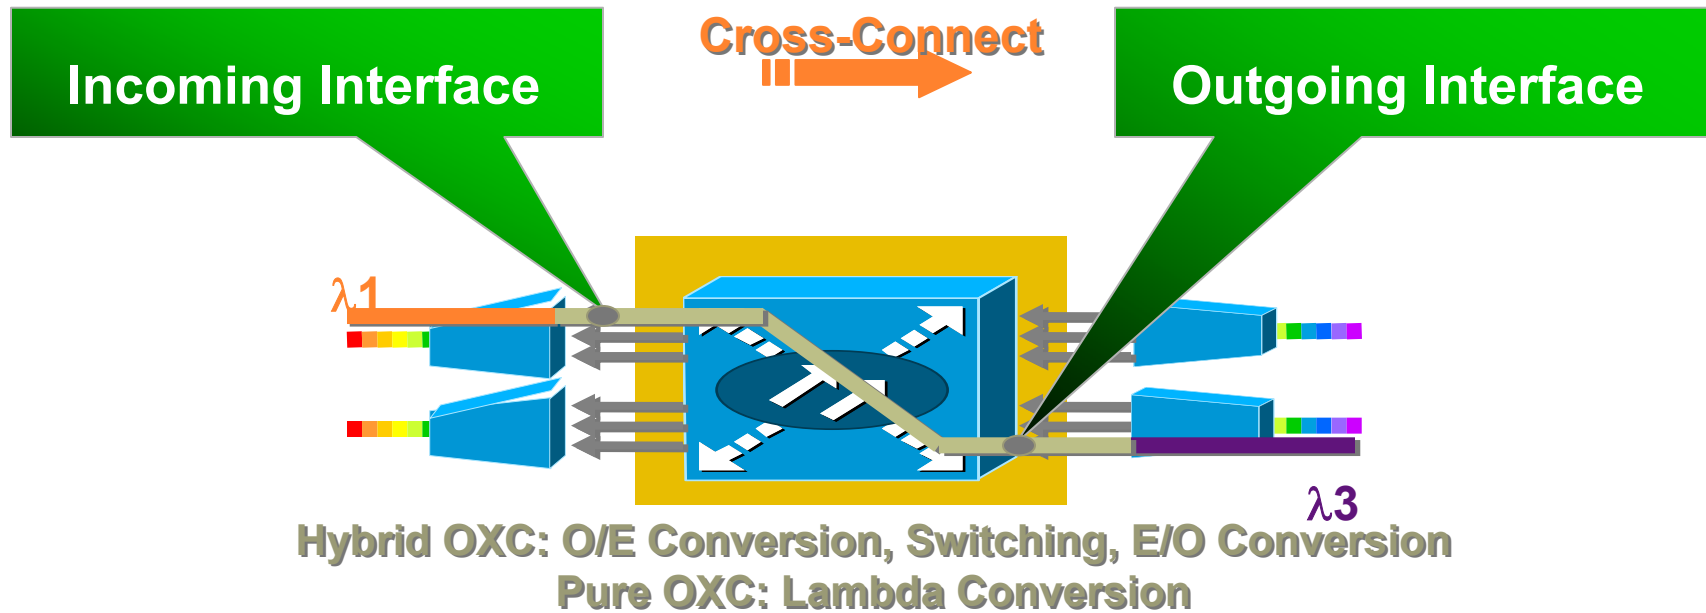 Cross-Connect
Incoming Interface
Outgoing Interface
λ1
λ3
Hybrid OXC: O/E Conversion, Switching, E/O Conversion
Pure OXC: Lambda Conversion